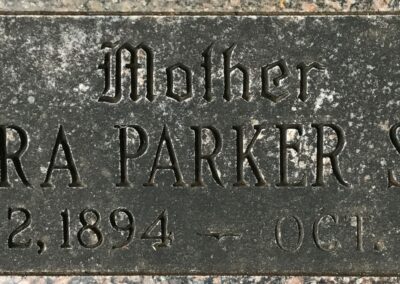 Mother
RA PARKER S
2, 1894 – OCT.